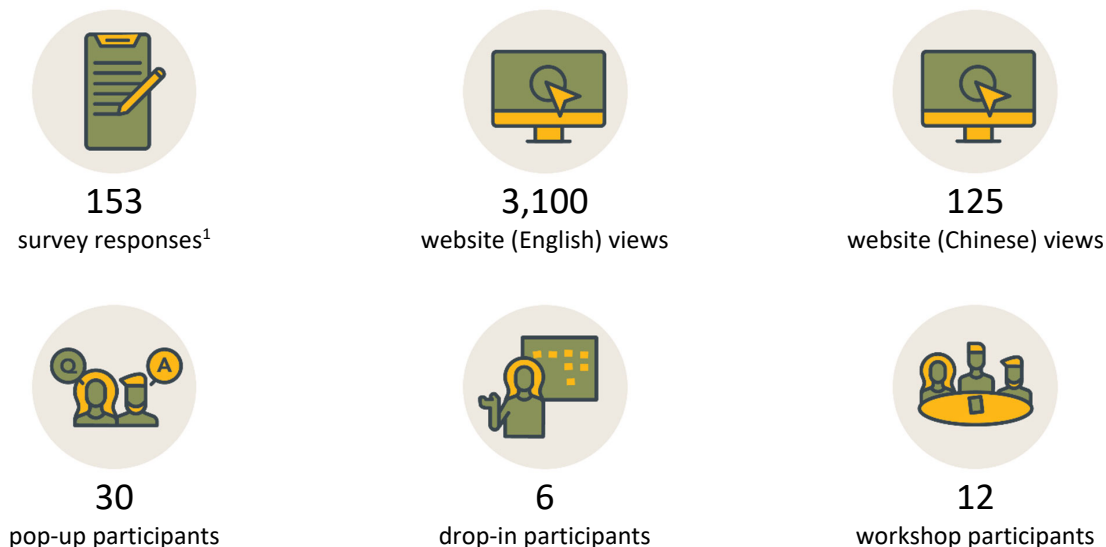 153
survey responses¹
3,100
website (English) views
125
website (Chinese) views
Q
A
30
pop-up participants
6
drop-in participants
12
workshop participants